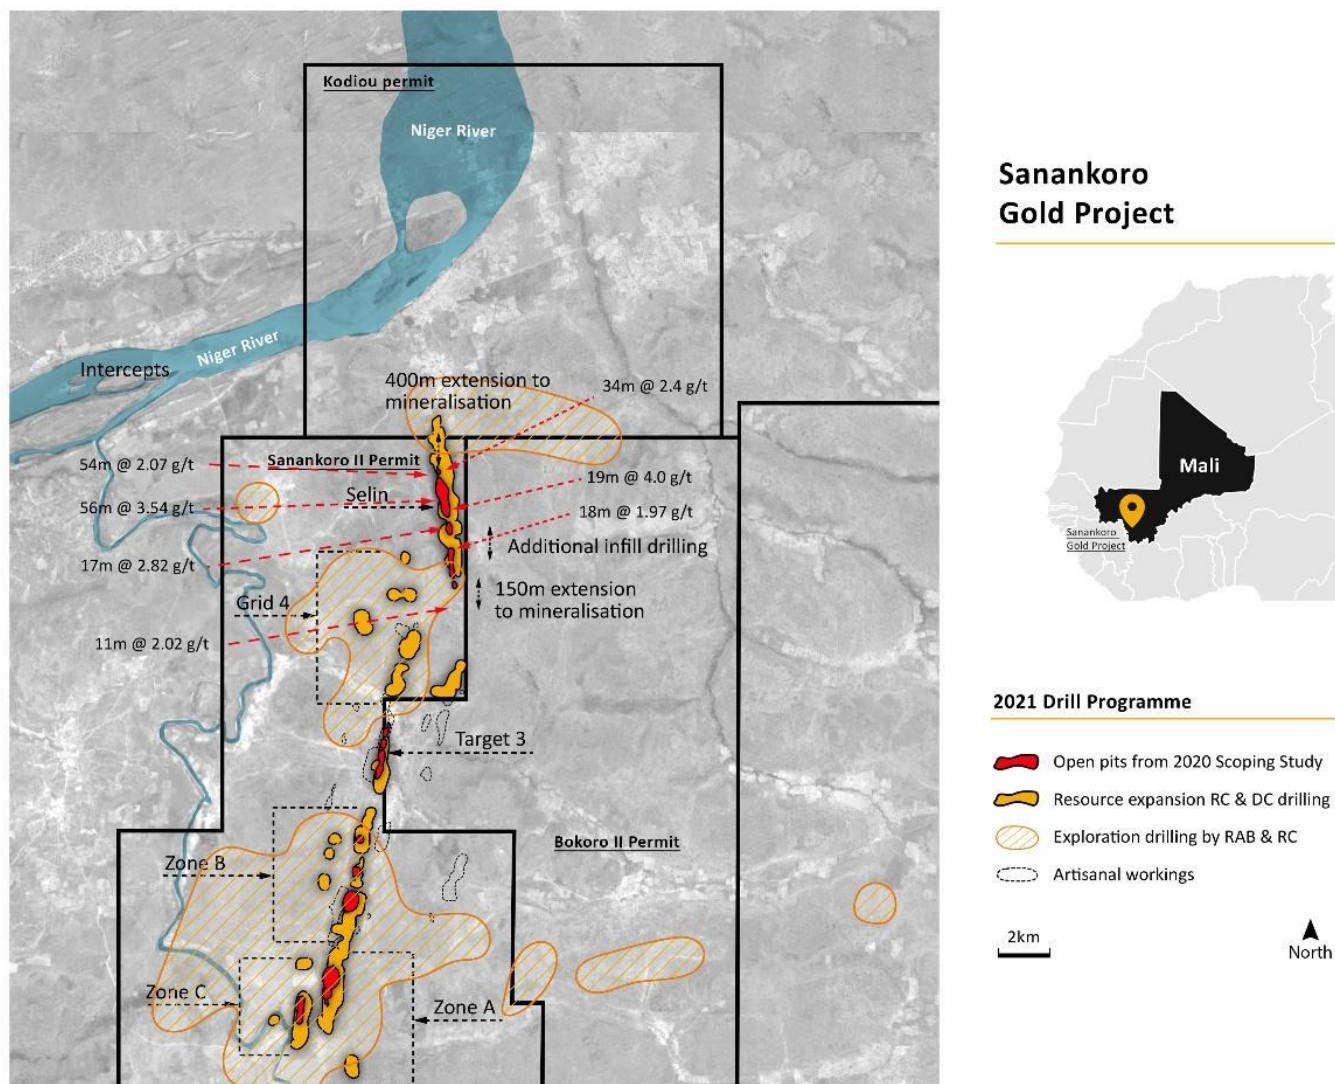 Kodiou permit
Niger River
Niger River
Intercepts
400m extension to
mineralisation
34m @ 2.4 g/t
54m @ 2.07 g/t
Sanankoro II Permit
19m @ 4.0 g/t
Selin
56m @ 3.54 g/t
18m @ 1.97 g/t
Additional infill drilling
17m @ 2.82 g/t
150m extension
to mineralisation
Grid 4
11m @ 2.02 g/t
Target 3
Bokoro II Permit
Zone B
Zone C
Zone A
Sanankoro
Gold Project
Mali
Sanankoro
Gold Project
2021 Drill Programme
Open pits from 2020 Scoping Study
Resource expansion RC & DC drilling
Exploration drilling by RAB & RC
Artisanal workings
2km
North